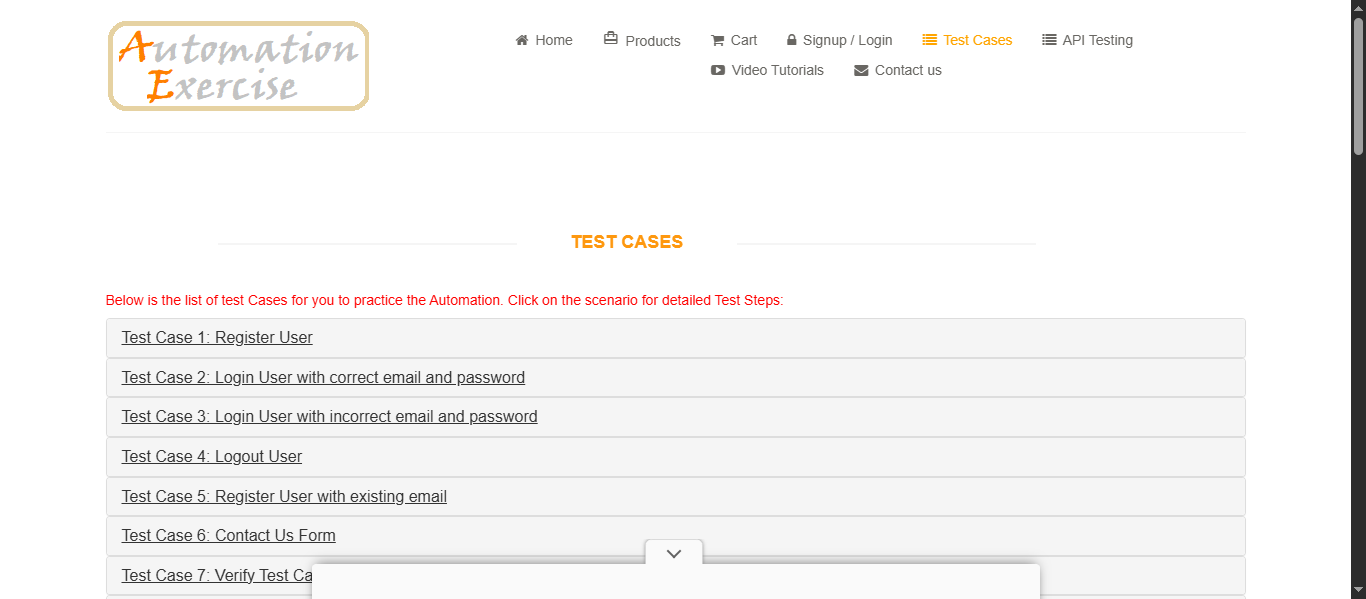 Automation
Exercise
Home
Products
Cart
Signup / Login
Test Cases
API Testing
Video Tutorials
Contact us
TEST CASES
Below is the list of test Cases for you to practice the Automation. Click on the scenario for detailed Test Steps:
Test Case 1: Register User
Test Case 2: Login User with correct email and password
Test Case 3: Login User with incorrect email and password
Test Case 4: Logout User
Test Case 5: Register User with existing email
Test Case 6: Contact Us Form
Test Case 7: Verify Test Ca